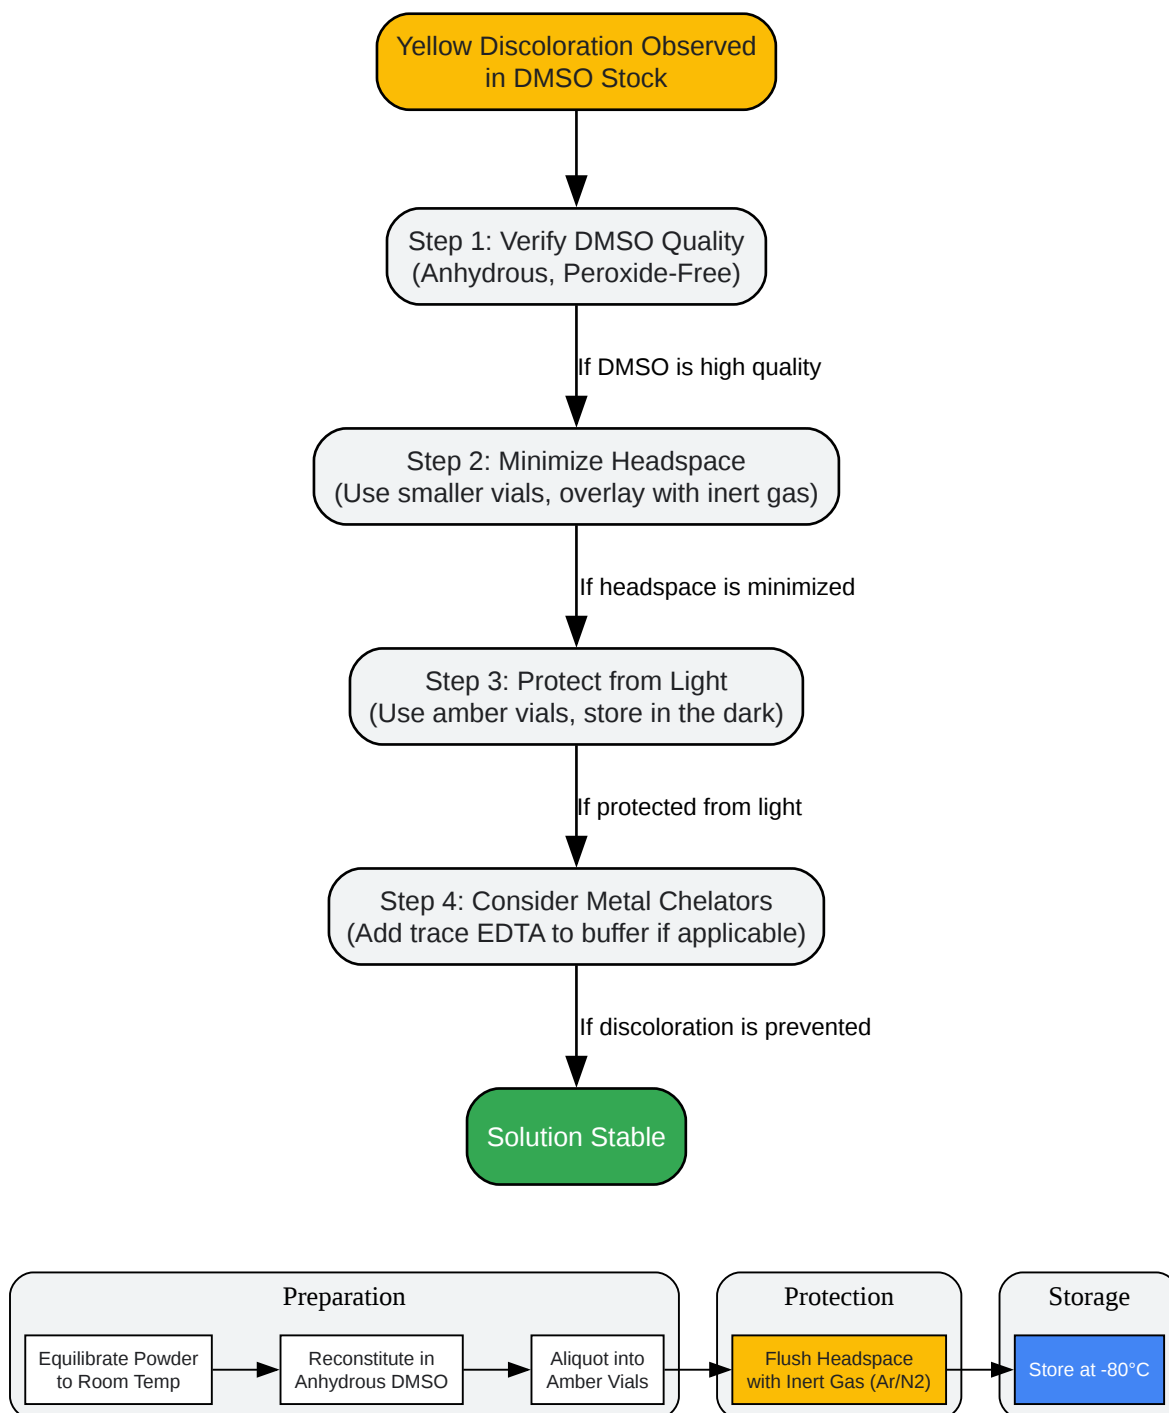 Yellow Discoloration Observed
in DMSO Stock
Step 1: Verify DMSO Quality
(Anhydrous, Peroxide-Free)
If DMSO is high quality
Step 2: Minimize Headspace
(Use smaller vials, overlay with inert gas)
If headspace is minimized
Step 3: Protect from Light
(Use amber vials, store in the dark)
If protected from light
Step 4: Consider Metal Chelators
(Add trace EDTA to buffer if applicable)
If discoloration is prevented
Solution Stable
Preparation
Equilibrate Powder
to Room Temp
Reconstitute in
Anhydrous DMSO
Aliquot into
Amber Vials
Protection
Flush Headspace
with Inert Gas (Ar/N2)
Storage
Store at -80°C